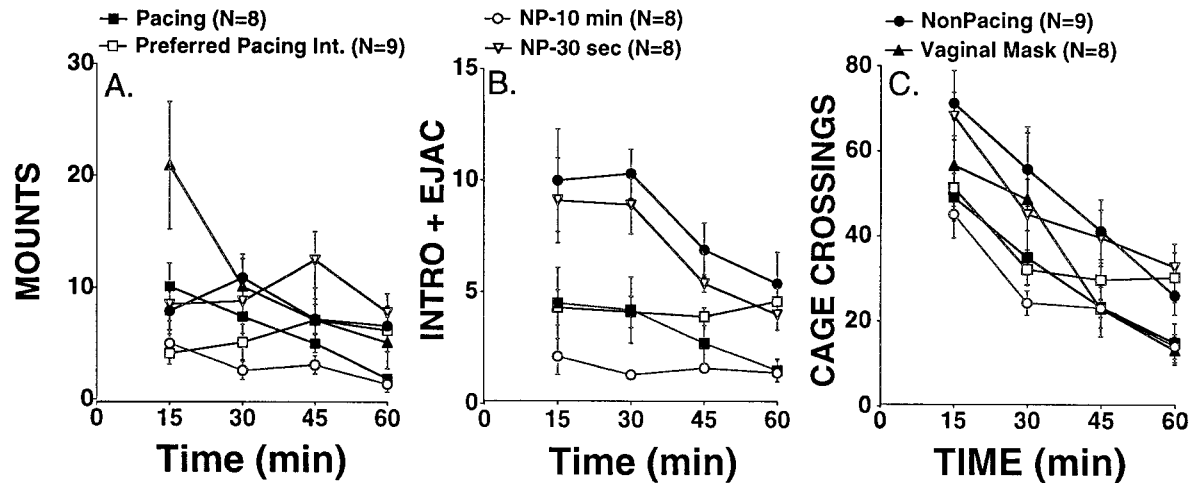 Pacing (N=8)
Preferred Pacing Int. (N=9)
NP-10 min (N=8)
NP-30 sec (N=8)
NonPacing (N=9)
Vaginal Mask (N=8)
A.
MOUNTS
30
20
10
0
0 15 30 45 60
Time (min)
B.
INTRO + EJAC
15
10
5
0
0 15 30 45 60
Time (min)
C.
CAGE CROSSINGS
80
60
40
20
0
0 15 30 45 60
TIME (min)